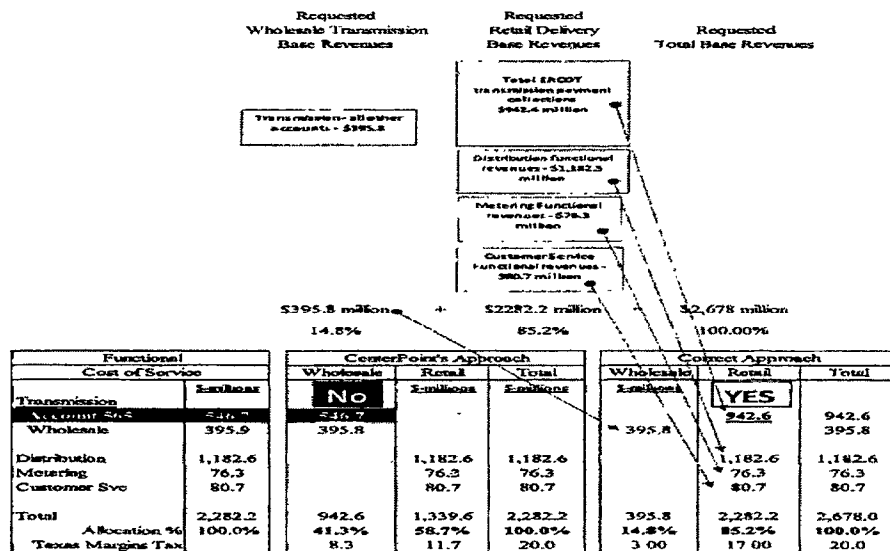 Requested
Wholesale Transmission
Base Revenues
Requested
Retail Delivery
Base Revenues
Requested
Total Base Revenues
Total ERCOT
transmission payment
collections
$942.4 million
Transmission- all other
accounts - $395.8
Distribution functional
revenues - $1,182.5
million
Metering Functional
revenues - $76.3
million
Customer Service
Functional revenues -
$80.7 million
$395.8 million + $2282.2 million $2,678 million
14.8% 85.2% 100.00%
Functional CenterPoint's Approach Correct Approach
Cost of Service Wholesale Retail Total Wholesale Retail Total
$-millions No $-millions $-millions $-millions YES
Transmission
Account 565 546.7 546.7 - 942.6 942.6
Wholesale 395.9 395.8 395.8 395.8
Distribution 1,182.6 1,182.6 1,182.6 1,182.6 1,182.6
Metering 76.3 76.3 76.3 76.3 76.3
Customer Svc 80.7 80.7 80.7 80.7 80.7
Total 2,282.2 942.6 1,339.6 2,282.2 395.8 2,282.2 2,678.0
Allocation % 100.0% 41.3% 58.7% 100.0% 14.8% 85.2% 100.0%
Texas Margins Tax 8.3 11.7 20.0 3 00 17 00 20.0